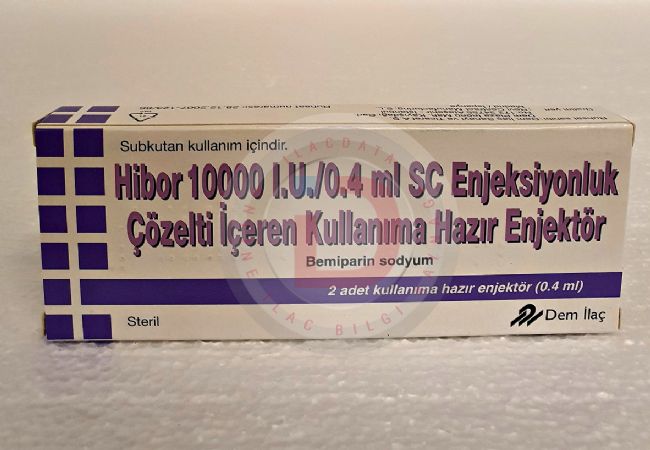 Subkutan kullanım içindir.
Hibor 10000 I.U./0.4 ml SC Enjeksiyonluk
Çözelti İçeren Kullanıma Hazır Enjektör
Bemiparin sodyum
2 adet kullanıma hazır enjektör (0.4 ml)
Steril
Dem İlaç